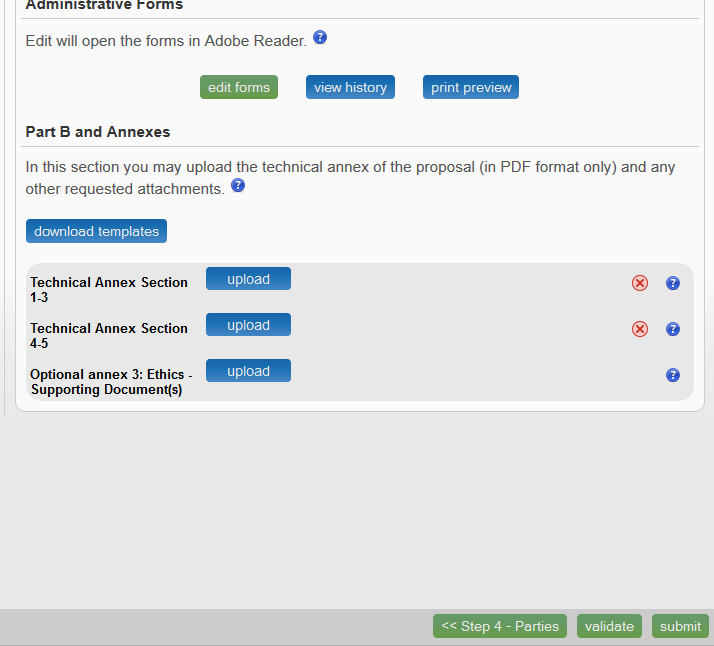 Administrative Forms
Edit will open the forms in Adobe Reader. ?
edit forms view history print preview
Part B and Annexes
In this section you may upload the technical annex of the proposal (in PDF format only) and any
other requested attachments. ?
download templates
Technical Annex Section upload ?
1-3
Technical Annex Section upload ?
4-5
Optional annex 3: Ethics - upload ?
Supporting Document(s)
<< Step 4 - Parties validate submit